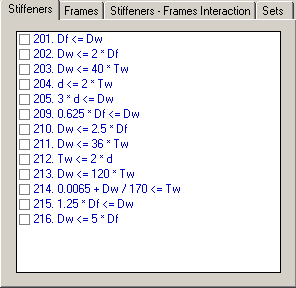 Stiffeners Frames Stiffeners - Frames Interaction Sets
201. Df <= Dw
202. Dw <= 2 * Df
203. Dw <= 40 * Tw
204. d <= 2 * Tw
205. 3 * d <= Dw
209. 0.625 * Df <= Dw
210. Dw <= 2.5 * Df
211. Dw <= 36 * Tw
212. Tw <= 2 * d
213. Dw <= 120 * Tw
214. 0.0065 + Dw / 170 <= Tw
215. 1.25 * Df <= Dw
216. Dw <= 5 * Df